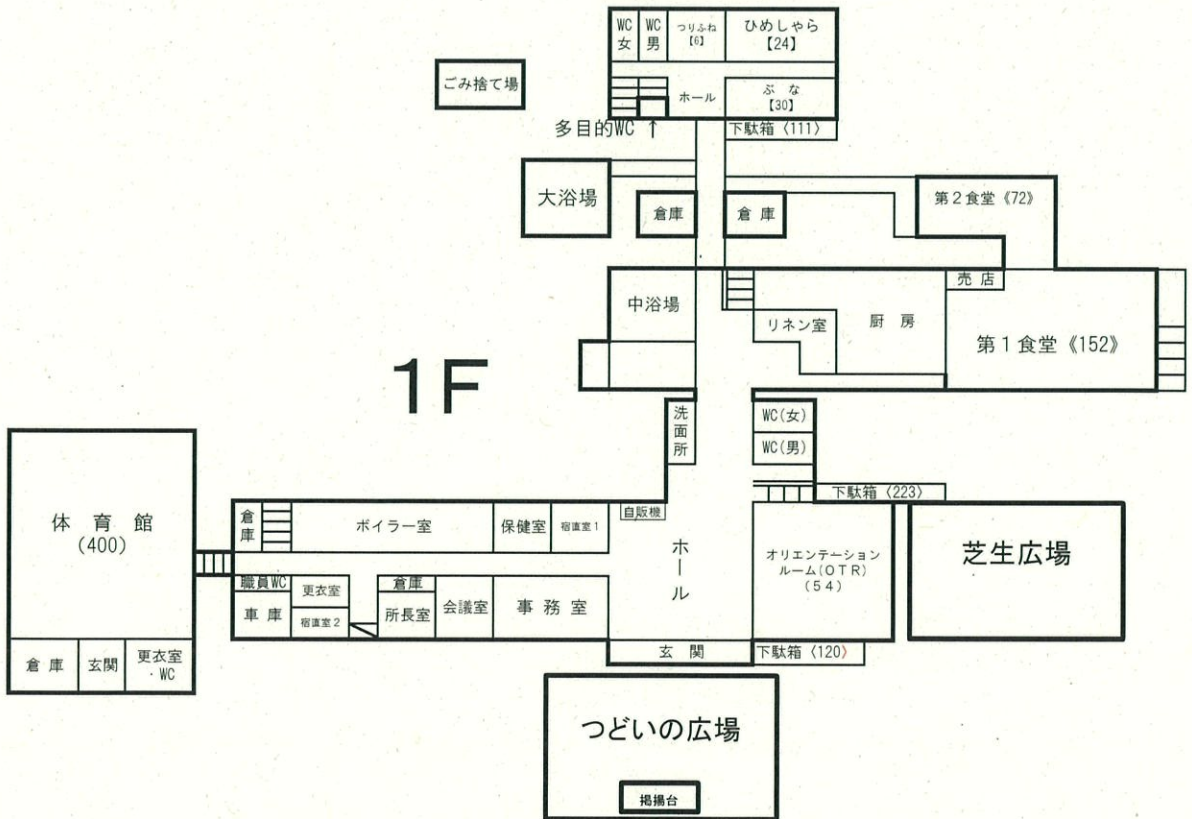 WC
女
WC
男
つりふね
【6】
ひめしゃら
【24】
ごみ捨て場
ホール
ぶ な
【30】
多目的WC ↑
下駄箱〈111〉
大浴場
倉庫
倉 庫
第2食堂《72》
中浴場
売 店
リネン室
厨 房
第1食堂《152》
1F
洗
面
所
WC(女)
WC(男)
下駄箱〈223〉
体 育 館
(400)
倉
庫
ボイラー室
保健室
宿直室1
自販機
ホ
ー
ル
オリエンテーション
ルーム(OTR)
(54)
芝生広場
職員WC
車 庫
更衣室
宿直室2
倉庫
所長室
会議室
事 務 室
倉 庫
玄関
更衣室
・WC
玄 関
下駄箱〈120〉
つどいの広場
掲揚台